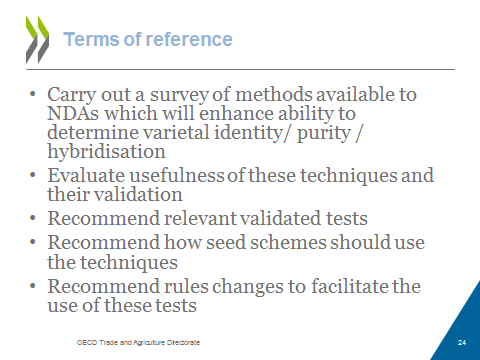 Terms of reference
• Carry out a survey of methods available to
NDAs which will enhance ability to
determine varietal identity/ purity /
hybridisation
• Evaluate usefulness of these techniques and
their validation
• Recommend relevant validated tests
• Recommend how seed schemes should use
the techniques
• Recommend rules changes to facilitate the
use of these tests
OECD Trade and Agriculture Directorate
24